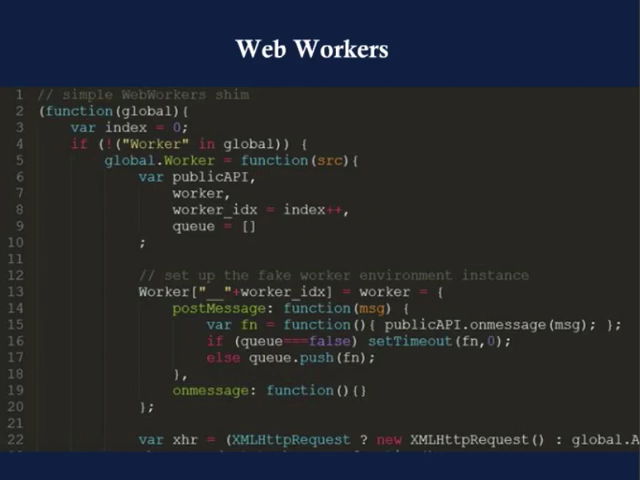 Web Workers
1 // simple WebWorkers shim
2 (function(global){
3 var index = 0;
4 if (!("Worker" in global)) {
5 global.Worker = function(src){
6 var publicAPI,
7 worker,
8 worker_idx = index++,
9 queue = []
10 ;
11
12 // set up the fake worker environment instance
13 Worker["__"+worker_idx] = worker = {
14 postMessage: function(msg) {
15 var fn = function(){ publicAPI.onmessage(msg); };
16 if (queue===false) setTimeout(fn,0);
17 else queue.push(fn);
18 },
19 onmessage: function(){}
20 };
21
22 var xhr = (XMLHttpRequest ? new XMLHttpRequest() : global.A